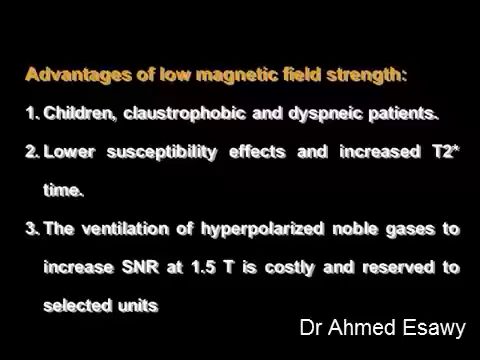 Advantages of low magnetic field strength:
1. Children, claustrophobic and dyspneic patients.
2. Lower susceptibility effects and increased T2*
time.
3. The ventilation of hyperpolarized noble gases to
increase SNR at 1.5 T is costly and reserved to
selected units
Dr Ahmed Esawy